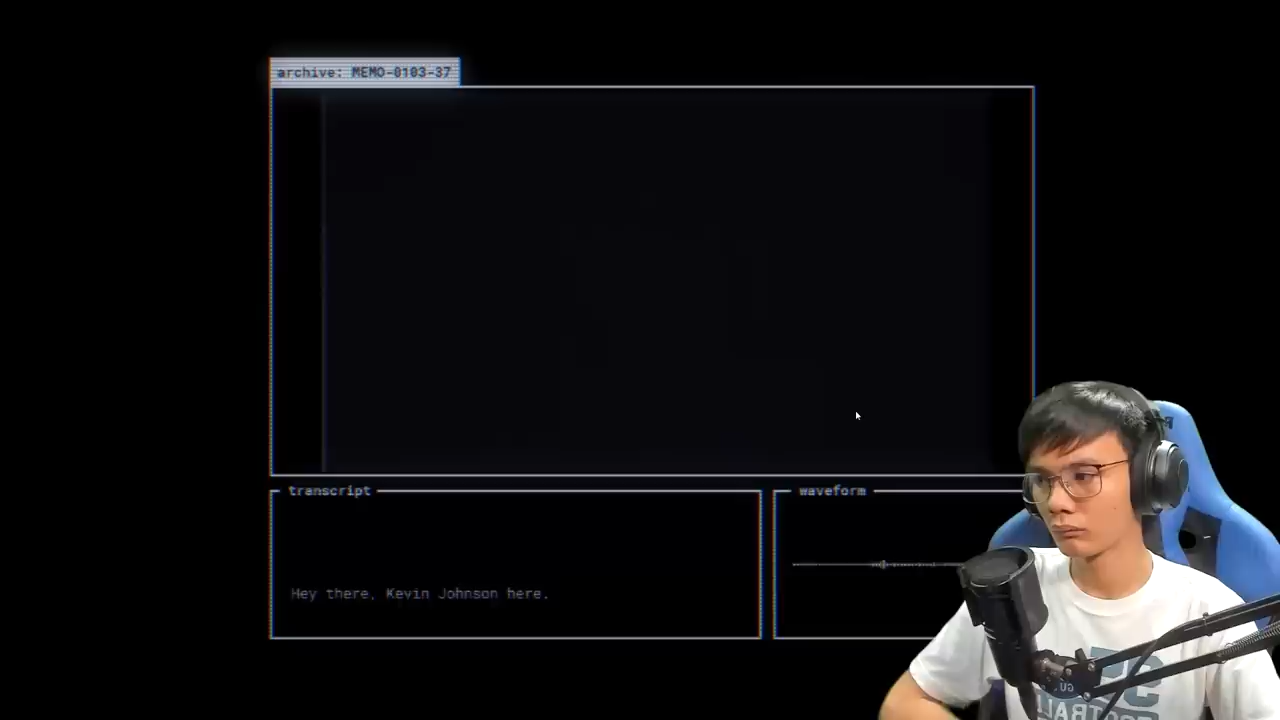 archive: MEMO-0103-37
transcript
waveform
Hey there, Kevin Johnson here.